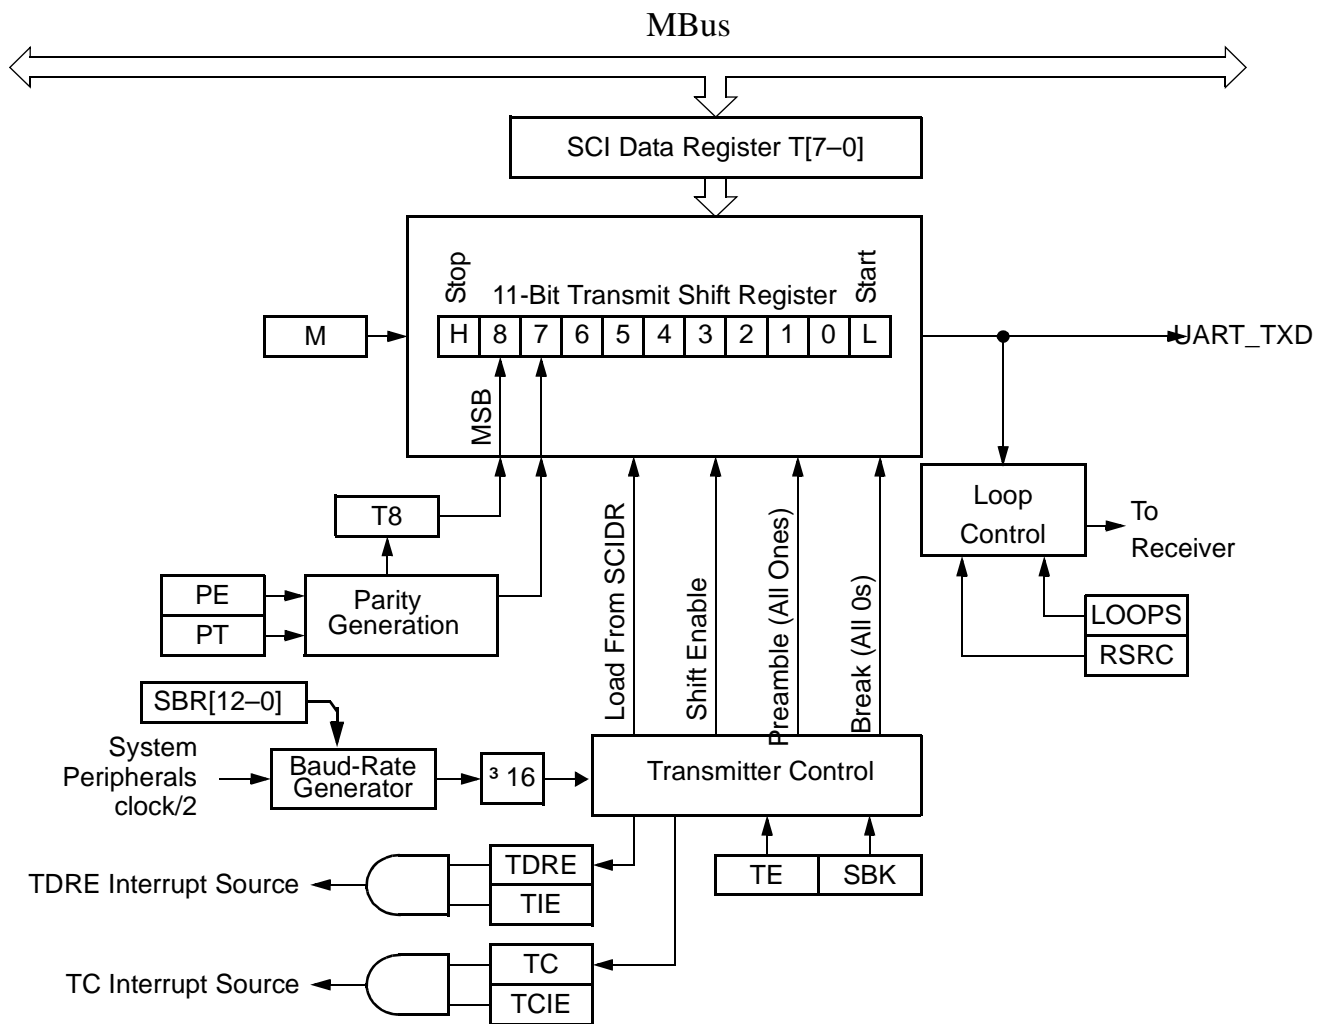 MBus
SCI Data Register T[7–0]
Stop
11-Bit Transmit Shift Register
Start
M
H 8 7 6 5 4 3 2 1 0 L
UART_TXD
MSB
T8
Loop
Control
To
Receiver
PE
PT
Parity
Generation
LOOPS
RSRC
Load From SCIDR
Shift Enable
Preamble (All Ones)
Break (All 0s)
SBR[12–0]
System
Peripherals
clock/2
Baud-Rate
Generator
³ 16
Transmitter Control
TE
SBK
TDRE Interrupt Source
TDRE
TIE
TC Interrupt Source
TC
TCIE